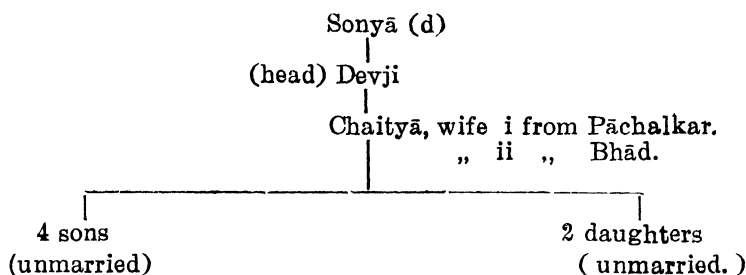 Sonyā (d)
(head) Devji
Chaityā, wife i from Pāchalkar.
„ ii „ Bhād.
4 sons 2 daughters
(unmarried) ( unmarried. )